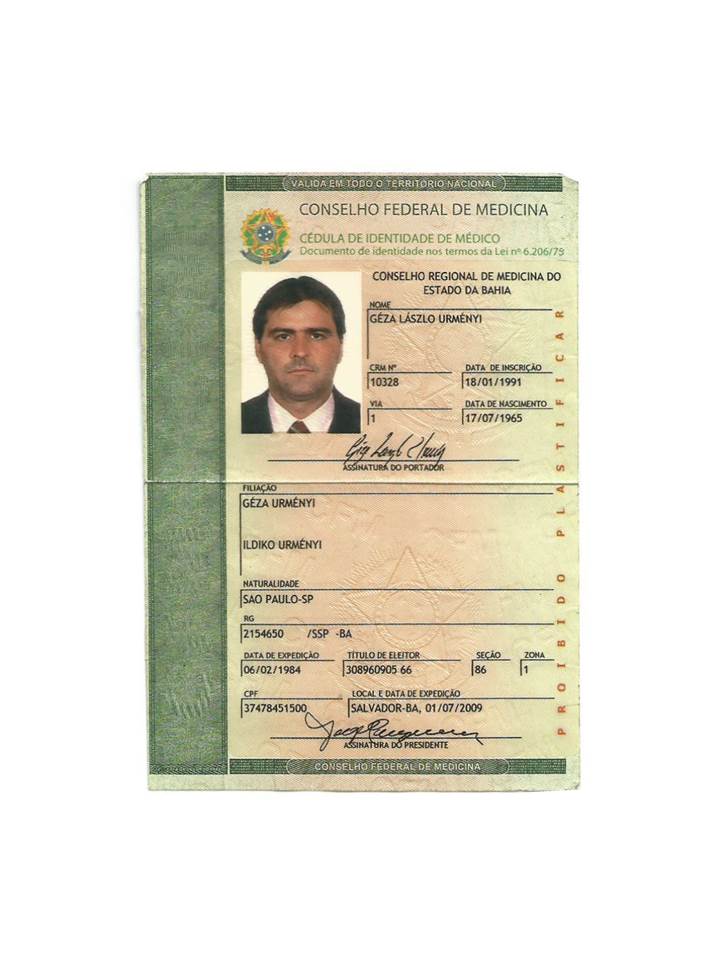 VÁLIDA EM TODO O TERRITÓRIO NACIONAL
CONSELHO FEDERAL DE MEDICINA
CÉDULA DE IDENTIDADE DE MÉDICO
Documento de identidade nos termos da Lei nº 6.206/75
CONSELHO REGIONAL DE MEDICINA DO
ESTADO DA BAHIA
NOME
GÉZA LÁSZLO URMÉNYI
CRM Nº
DATA DE INSCRIÇÃO
10328
18/01/1991
VIA
DATA DE NASCIMENTO
1
17/07/1965
ASSINATURA DO PORTADOR
FILIAÇÃO
GÉZA URMÉNYI
ILDIKO URMÉNYI
NATURALIDADE
SAO PAULO-SP
RG
2154650 /SSP -BA
DATA DE EXPEDIÇÃO
TÍTULO DE ELEITOR
SEÇÃO
ZONA
06/02/1984
308960905 66
86
1
CPF
LOCAL E DATA DE EXPEDIÇÃO
37478451500
SALVADOR-BA, 01/07/2009
ASSINATURA DO PRESIDENTE
CONSELHO FEDERAL DE MEDICINA
PROIBIDO PLASTIFICAR